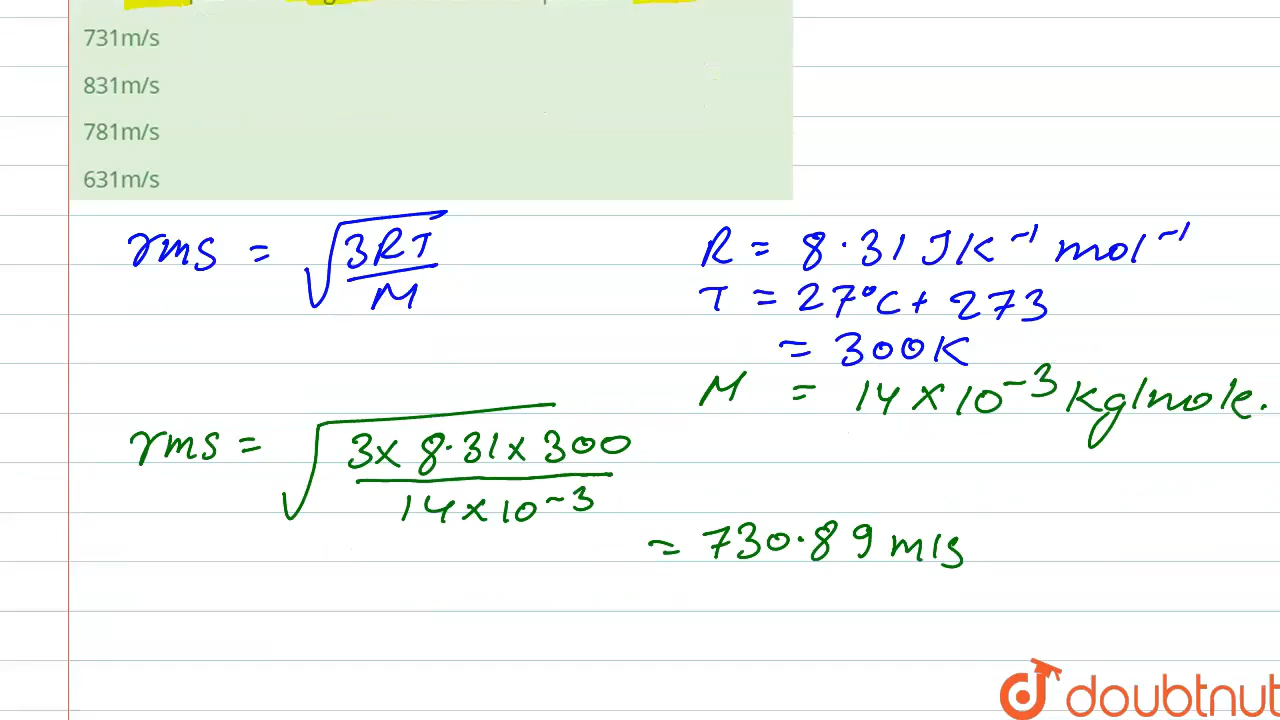 731m/s
831m/s
781m/s
631m/s
rms = √3RT/M
R = 8.31 JK⁻¹ mol⁻¹
T = 27°C + 273
= 300K
M = 14 × 10⁻³ kg/mole.
rms = √3 × 8.31 × 300/14 × 10⁻³
= 730.89 m/s
doubtnut